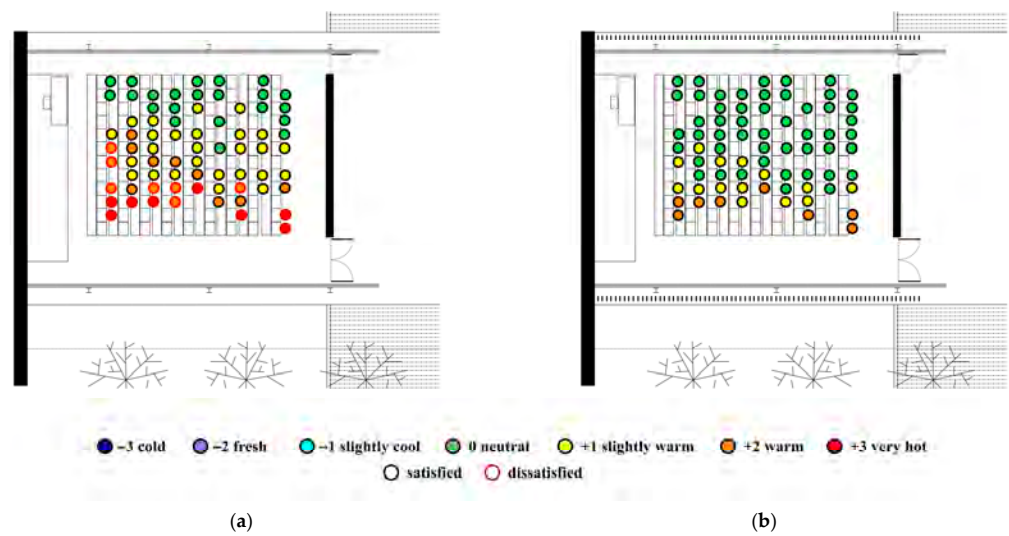 −3 cold −2 fresh −1 slightly cool 0 neutral +1 slightly warm +2 warm +3 very hot
satisfied dissatisfied
(a) (b)